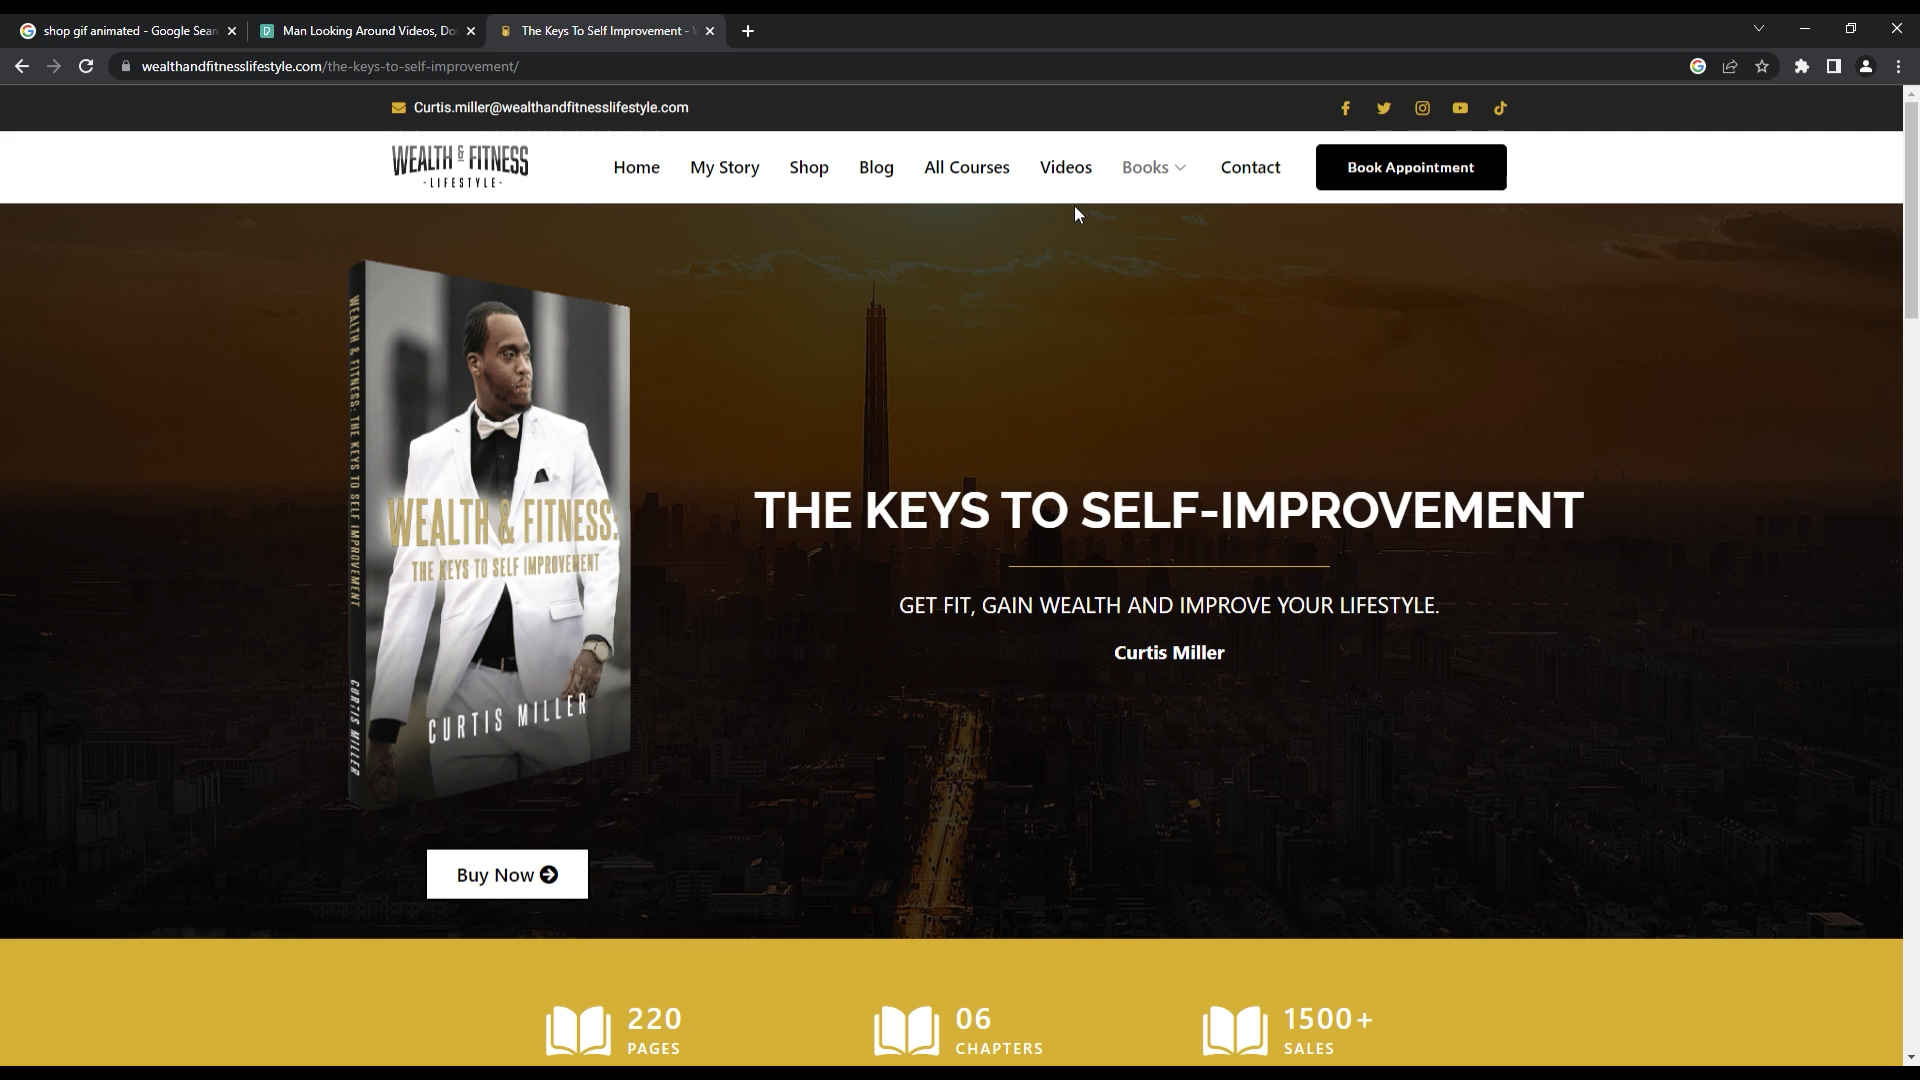 shop gif animated - Google Sear
Man Looking Around Videos, Do
The Keys To Self Improvement -
wealthandfitnesslifestyle.com/the-keys-to-self-improvement/
Curtis.miller@wealthandfitnesslifestyle.com
WEALTH & FITNESS
- LIFESTYLE -
Home
My Story
Shop
Blog
All Courses
Videos
Books
Contact
Book Appointment
WEALTH & FITNESS: THE KEYS TO SELF IMPROVEMENT
CURTIS MILLER
WEALTH & FITNESS:
THE KEYS TO SELF IMPROVEMENT
CURTIS MILLER
THE KEYS TO SELF-IMPROVEMENT
GET FIT, GAIN WEALTH AND IMPROVE YOUR LIFESTYLE.
Curtis Miller
Buy Now
220
PAGES
06
CHAPTERS
1500+
SALES